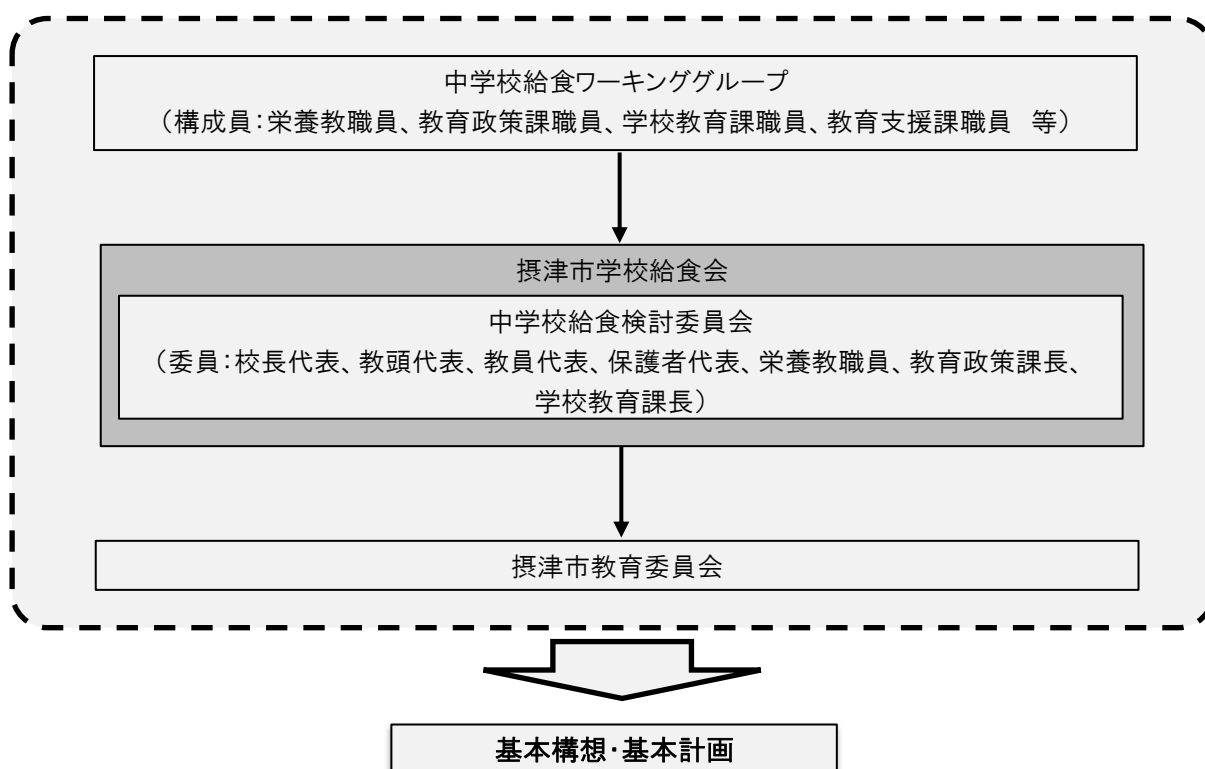 中学校給食ワーキンググループ
（構成員：栄養教職員、教育政策課職員、学校教育課職員、教育支援課職員　等）
摂津市学校給食会
中学校給食検討委員会
（委員：校長代表、教頭代表、教員代表、保護者代表、栄養教職員、教育政策課長、
学校教育課長）
摂津市教育委員会
基本構想・基本計画